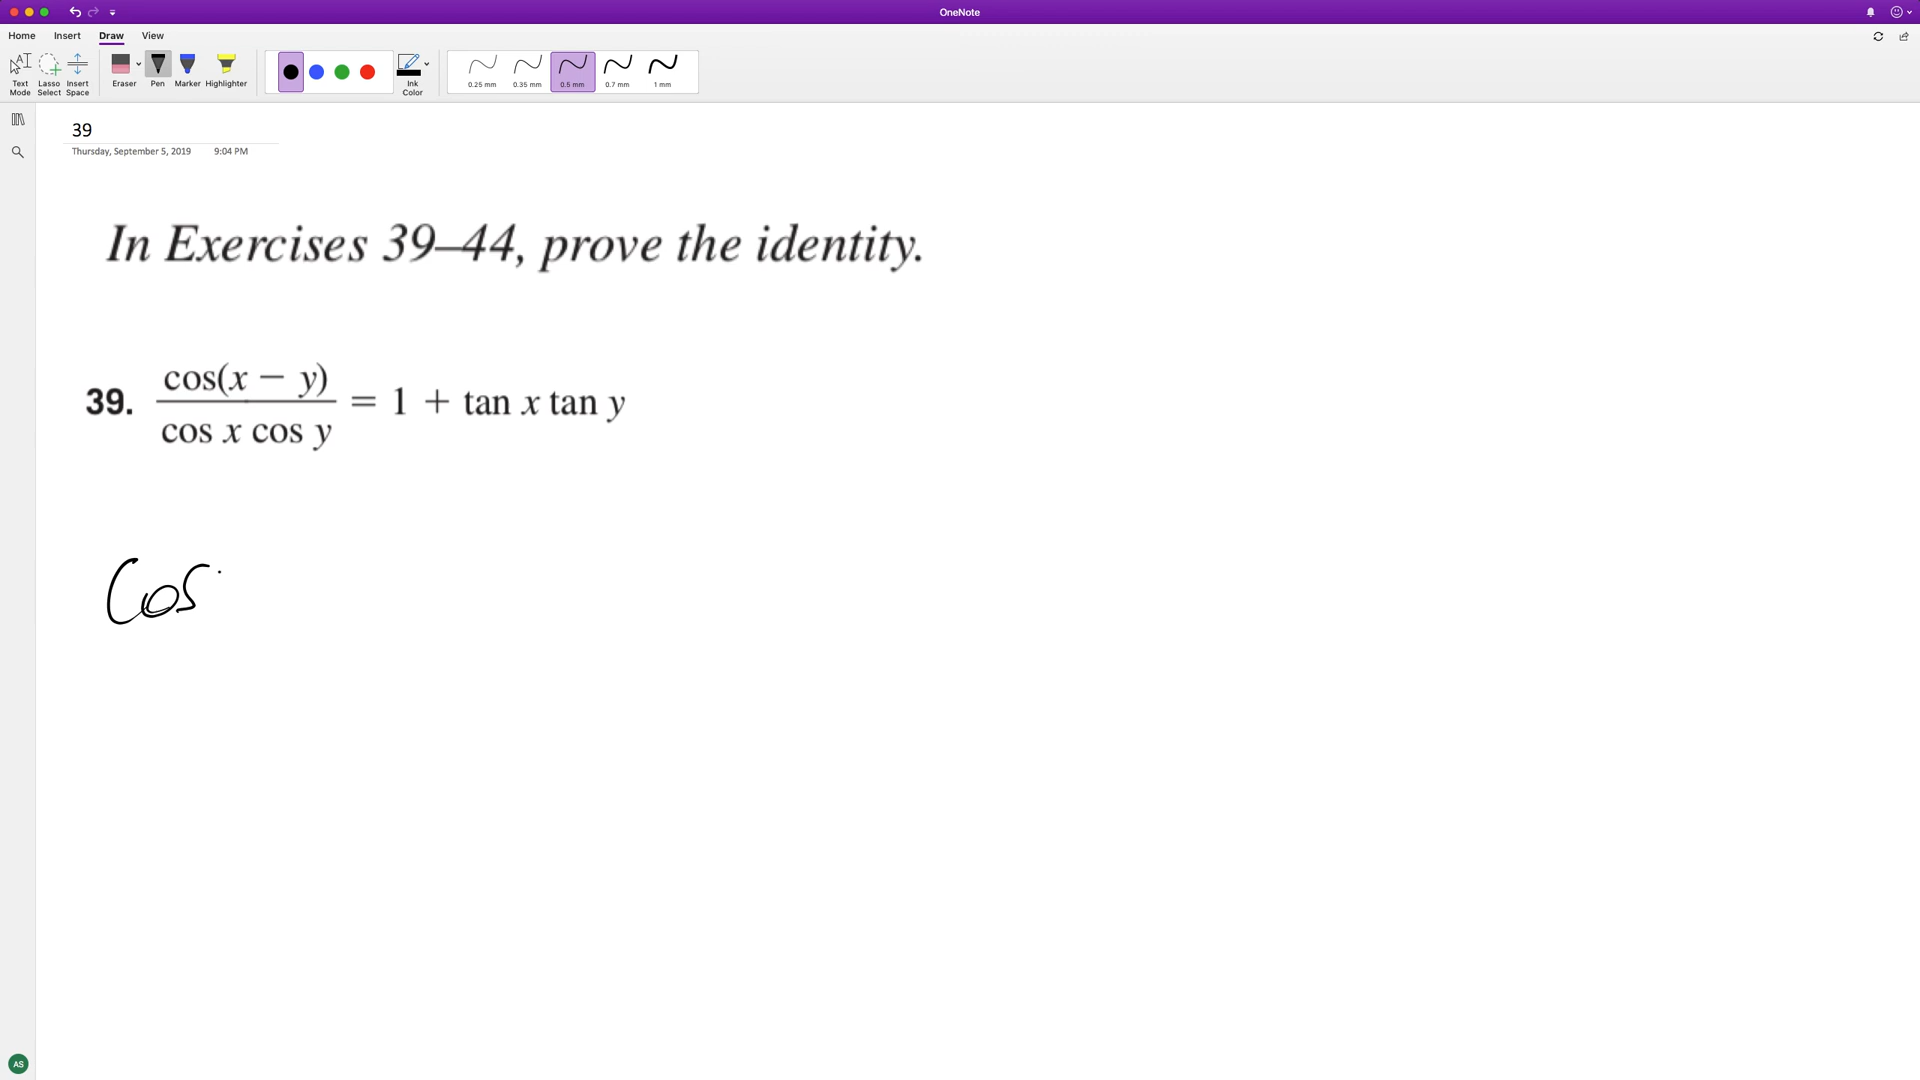 OneNote
Home Insert Draw View
Text Mode
Lasso Select
Insert Space
Eraser
Pen
Marker
Highlighter
Ink Color
0.25 mm
0.35 mm
0.5 mm
0.7 mm
1 mm
39
Thursday, September 5, 2019 9:04 PM
In Exercises 39–44, prove the identity.
39. cos(x − y) / cos x cos y = 1 + tan x tan y
Cos
AS